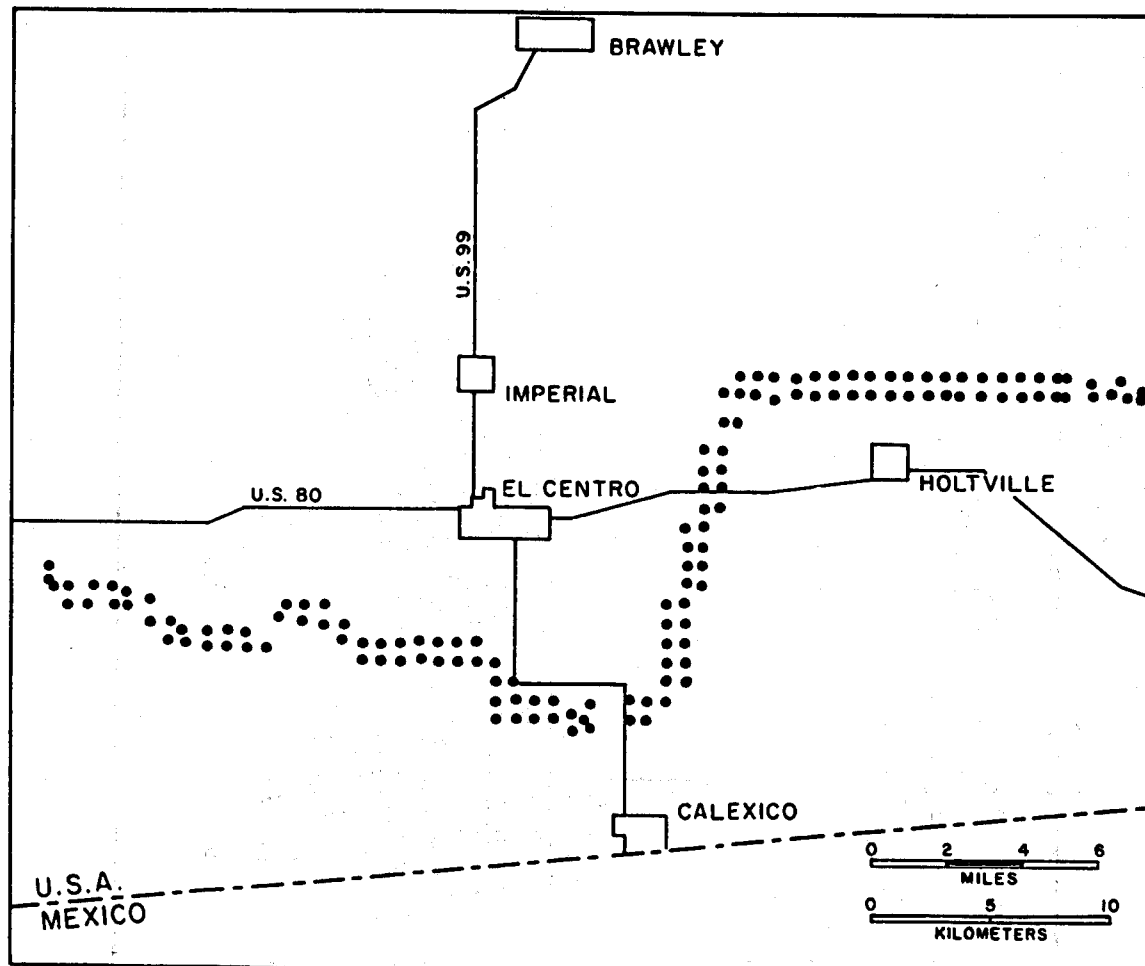 BRAWLEY
U.S. 99
IMPERIAL
EL CENTRO
U.S. 80
HOLTVILLE
CALEXICO
U.S.A.
MEXICO
0 2 4 6
MILES
0 5 10
KILOMETERS